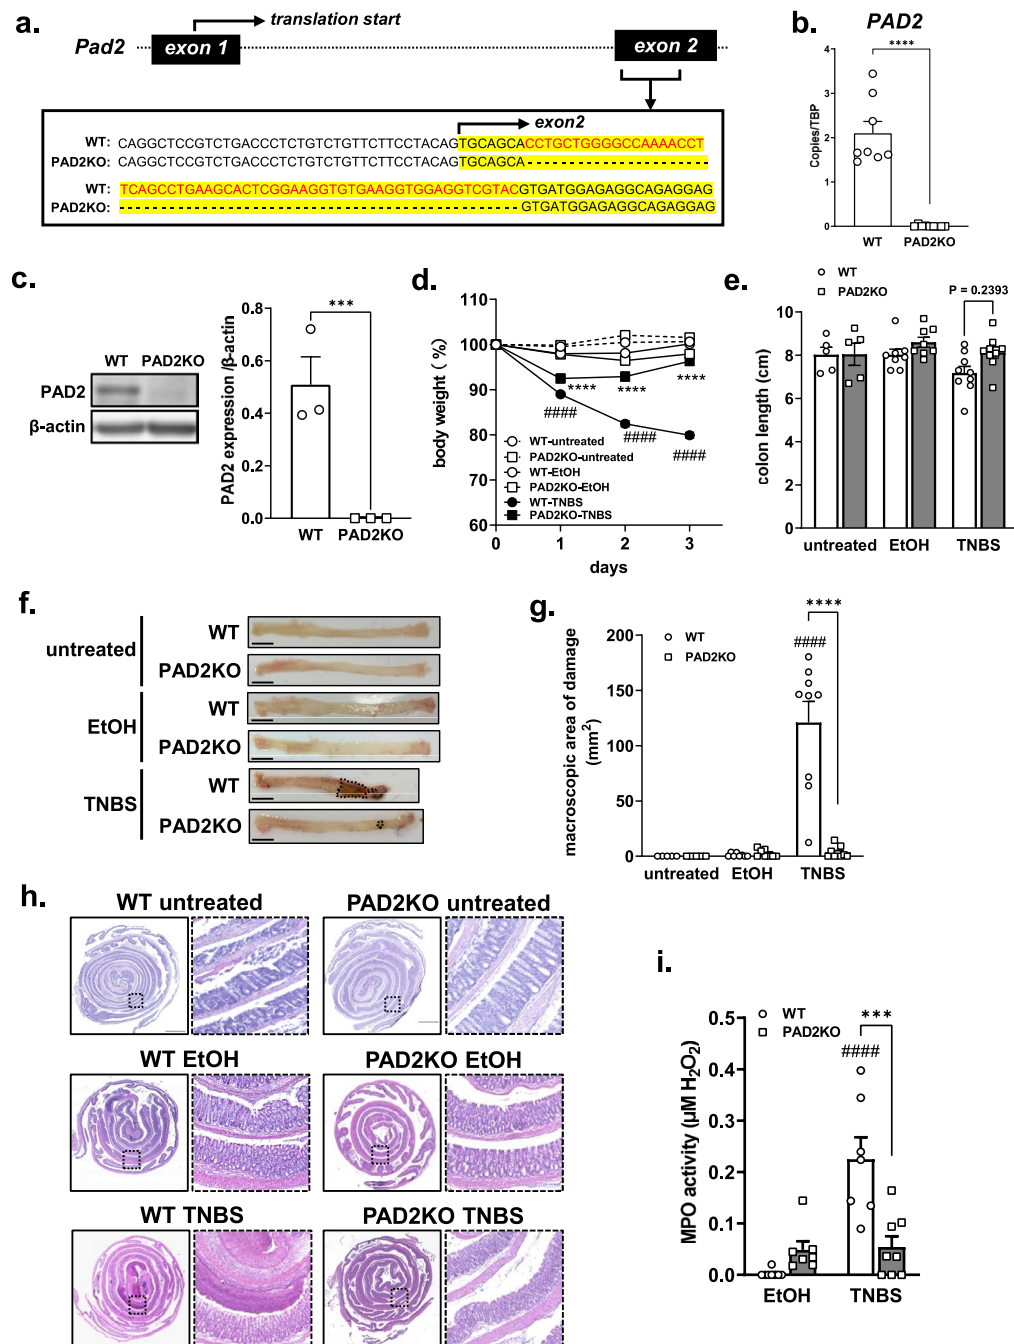 a.
translation start
Pad2
exon 1
exon 2
exon2
WT: CAGGCTCCGTCTGACCCTCTGTCTGTTCTTCCTACAGTGCAGCACCTGCTGGGGCCAAAACCT
PAD2KO: CAGGCTCCGTCTGACCCTCTGTCTGTTCTTCCTACAGTGCAGCA
WT: TCAGCCTGAAGCACTCGGAAGGTGTGAAGGTGGAGGTCGTACGTGATGGAGAGGCAGAGGAG
PAD2KO: GTGATGGAGAGGCAGAGGAG
b.
PAD2
****
Copies/TBP
4
3
2
1
0
WT PAD2KO
c.
WT PAD2KO
PAD2
β-actin
PAD2 expression /β-actin
***
0.8
0.6
0.4
0.2
0.0
WT PAD2KO
d.
body weight ( %)
110
100
90
80
70
60
**** **** ****
#### #### ####
WT-untreated
PAD2KO-untreated
WT-EtOH
PAD2KO-EtOH
WT-TNBS
PAD2KO-TNBS
0 1 2 3
days
e.
WT
PAD2KO
P = 0.2393
colon length (cm)
10
8
6
4
2
0
untreated EtOH TNBS
f.
untreated
WT
PAD2KO
EtOH
WT
PAD2KO
TNBS
WT
PAD2KO
g.
WT
PAD2KO
****
####
macroscopic area of damage
(mm2)
200
150
100
50
0
untreated EtOH TNBS
h.
WT untreated PAD2KO untreated
WT EtOH PAD2KO EtOH
WT TNBS PAD2KO TNBS
i.
WT
PAD2KO
***
####
MPO activity (μM H2O2)
0.5
0.4
0.3
0.2
0.1
0.0
EtOH TNBS